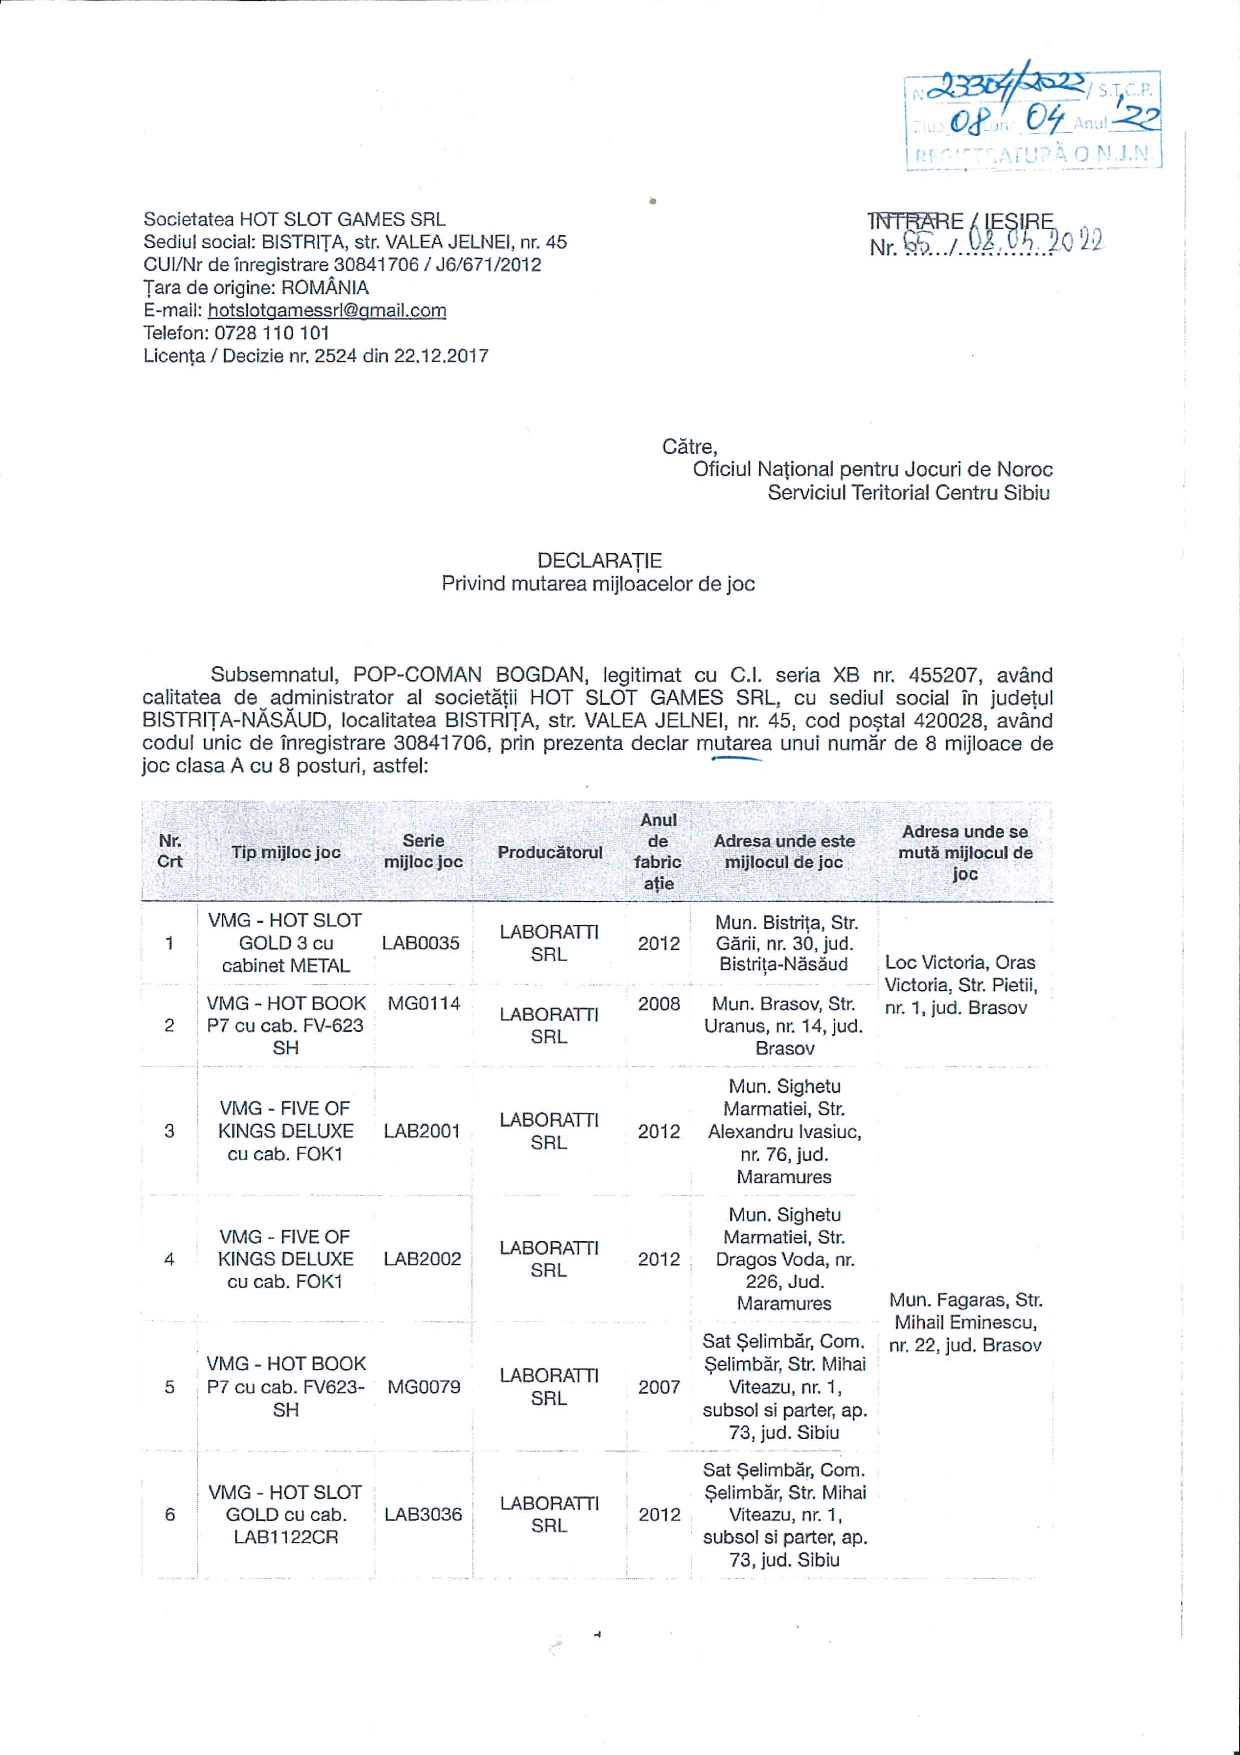 Nr. 23304/2022 / S.T.C.P.
Ziua 08 Luna 04 Anul '22
REGISTRATURĂ O.N.J.N.
Societatea HOT SLOT GAMES SRL
Sediul social: BISTRIȚA, str. VALEA JELNEI, nr. 45
CUI/Nr de înregistrare 30841706 / J6/671/2012
Țara de origine: ROMÂNIA
E-mail: hotslotgamessrl@gmail.com
Telefon: 0728 110 101
Licența / Decizie nr. 2524 din 22.12.2017
INTRARE / IEȘIRE
Nr. 65 / 08.04.2022
Către,
Oficiul Național pentru Jocuri de Noroc
Serviciul Teritorial Centru Sibiu
DECLARAȚIE
Privind mutarea mijloacelor de joc
Subsemnatul, POP-COMAN BOGDAN, legitimat cu C.I. seria XB nr. 455207, având
calitatea de administrator al societății HOT SLOT GAMES SRL, cu sediul social în județul
BISTRIȚA-NĂSĂUD, localitatea BISTRIȚA, str. VALEA JELNEI, nr. 45, cod poștal 420028, având
codul unic de înregistrare 30841706, prin prezenta declar mutarea unui număr de 8 mijloace de
joc clasa A cu 8 posturi, astfel:
Nr.
Crt
Tip mijloc joc
Serie
mijloc joc
Producătorul
Anul
de
fabric
ație
Adresa unde este
mijlocul de joc
Adresa unde se
mută mijlocul de
joc
1
VMG - HOT SLOT
GOLD 3 cu
cabinet METAL
LAB0035
LABORATTI
SRL
2012
Mun. Bistrița, Str.
Gării, nr. 30, jud.
Bistrița-Năsăud
Loc Victoria, Oras
Victoria, Str. Pietii,
nr. 1, jud. Brasov
2
VMG - HOT BOOK
P7 cu cab. FV-623
SH
MG0114
LABORATTI
SRL
2008
Mun. Brasov, Str.
Uranus, nr. 14, jud.
Brasov
3
VMG - FIVE OF
KINGS DELUXE
cu cab. FOK1
LAB2001
LABORATTI
SRL
2012
Mun. Sighetu
Marmatiei, Str.
Alexandru Ivasiuc,
nr. 76, jud.
Maramures
4
VMG - FIVE OF
KINGS DELUXE
cu cab. FOK1
LAB2002
LABORATTI
SRL
2012
Mun. Sighetu
Marmatiei, Str.
Dragos Voda, nr.
226, Jud.
Maramures
Mun. Fagaras, Str.
Mihail Eminescu,
nr. 22, jud. Brasov
5
VMG - HOT BOOK
P7 cu cab. FV623-
SH
MG0079
LABORATTI
SRL
2007
Sat Șelimbăr, Com.
Șelimbăr, Str. Mihai
Viteazu, nr. 1,
subsol si parter, ap.
73, jud. Sibiu
6
VMG - HOT SLOT
GOLD cu cab.
LAB1122CR
LAB3036
LABORATTI
SRL
2012
Sat Șelimbăr, Com.
Șelimbăr, Str. Mihai
Viteazu, nr. 1,
subsol si parter, ap.
73, jud. Sibiu